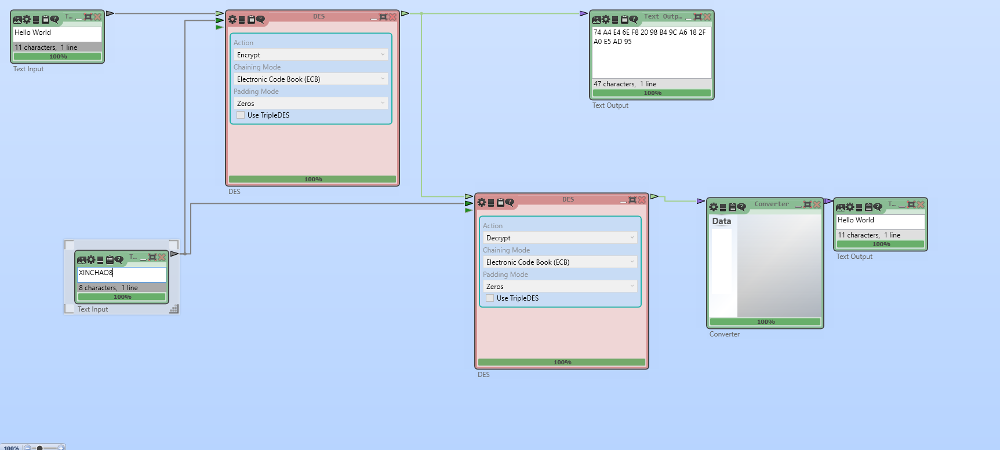 T...
Hello World
11 characters,  1 line
100%
Text Input
DES
Action
Encrypt
Chaining Mode
Electronic Code Book (ECB)
Padding Mode
Zeros
Use TripleDES
100%
DES
Text Outp...
74 A4 E4 6E F8 20 98 B4 9C A6 18 2F
A0 E5 AD 95
47 characters,  1 line
100%
Text Output
T...
XINCHAO8
8 characters,  1 line
100%
Text Input
DES
Action
Decrypt
Chaining Mode
Electronic Code Book (ECB)
Padding Mode
Zeros
Use TripleDES
100%
DES
Converter
Data
100%
Converter
T...
Hello World
11 characters,  1 line
100%
Text Output
100%